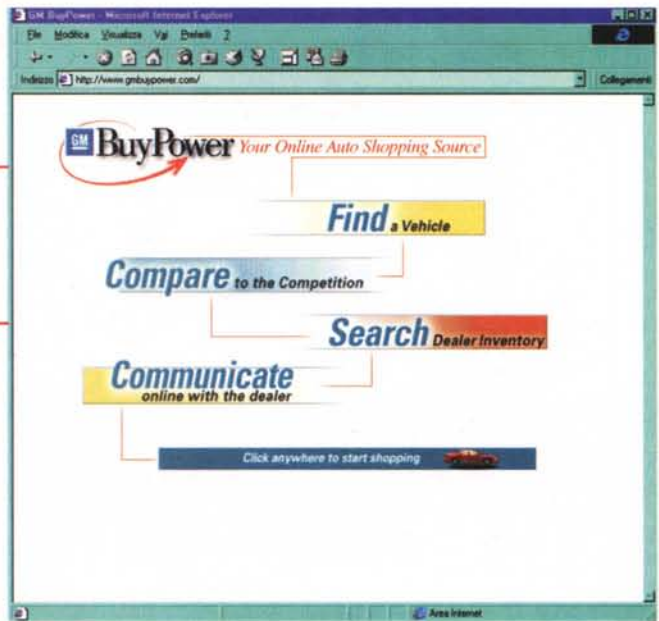 GM BuyPower - Microsoft Internet Explorer
File Modifica Visualizza Vai Preferiti ?
Indirizzo http://www.gmbuypower.com/ Collegamenti
GM BuyPower Your Online Auto Shopping Source
Find a Vehicle
Compare to the Competition
Search Dealer Inventory
Communicate
online with the dealer
Click anywhere to start shopping
Area Internet